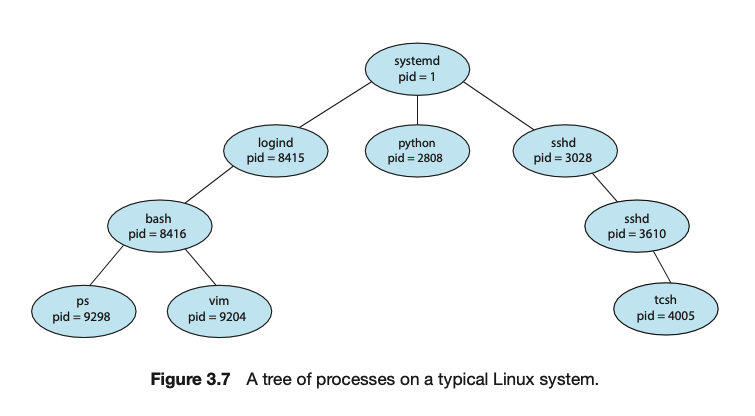 systemd
pid = 1
logind
pid = 8415
python
pid = 2808
sshd
pid = 3028
bash
pid = 8416
sshd
pid = 3610
ps
pid = 9298
vim
pid = 9204
tcsh
pid = 4005
Figure 3.7 A tree of processes on a typical Linux system.